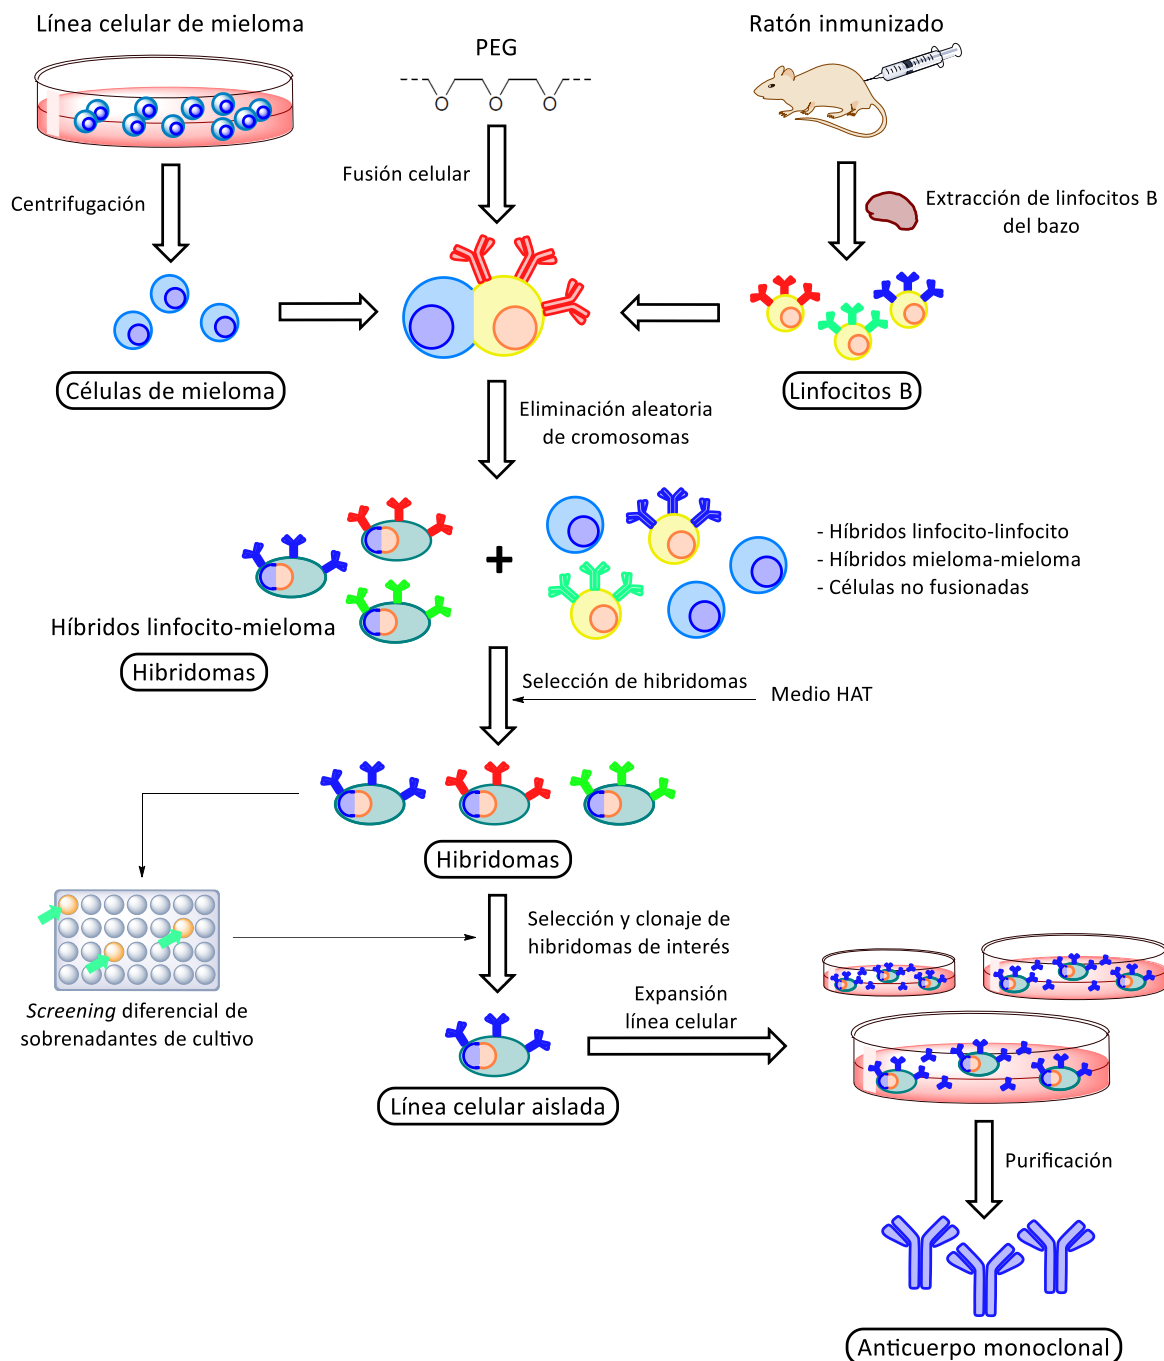 Línea celular de mieloma
PEG
Ratón inmunizado
O
O
O
Centrifugación
Fusión celular
Extracción de linfocitos B
del bazo
Células de mieloma
Linfocitos B
Eliminación aleatoria
de cromosomas
+
- Híbridos linfocito-linfocito
- Híbridos mieloma-mieloma
- Células no fusionadas
Híbridos linfocito-mieloma
Hibridomas
Selección de hibridomas
Medio HAT
Hibridomas
Selección y clonaje de
hibridomas de interés
Screening diferencial de
sobrenadantes de cultivo
Expansión
línea celular
Línea celular aislada
Purificación
Anticuerpo monoclonal